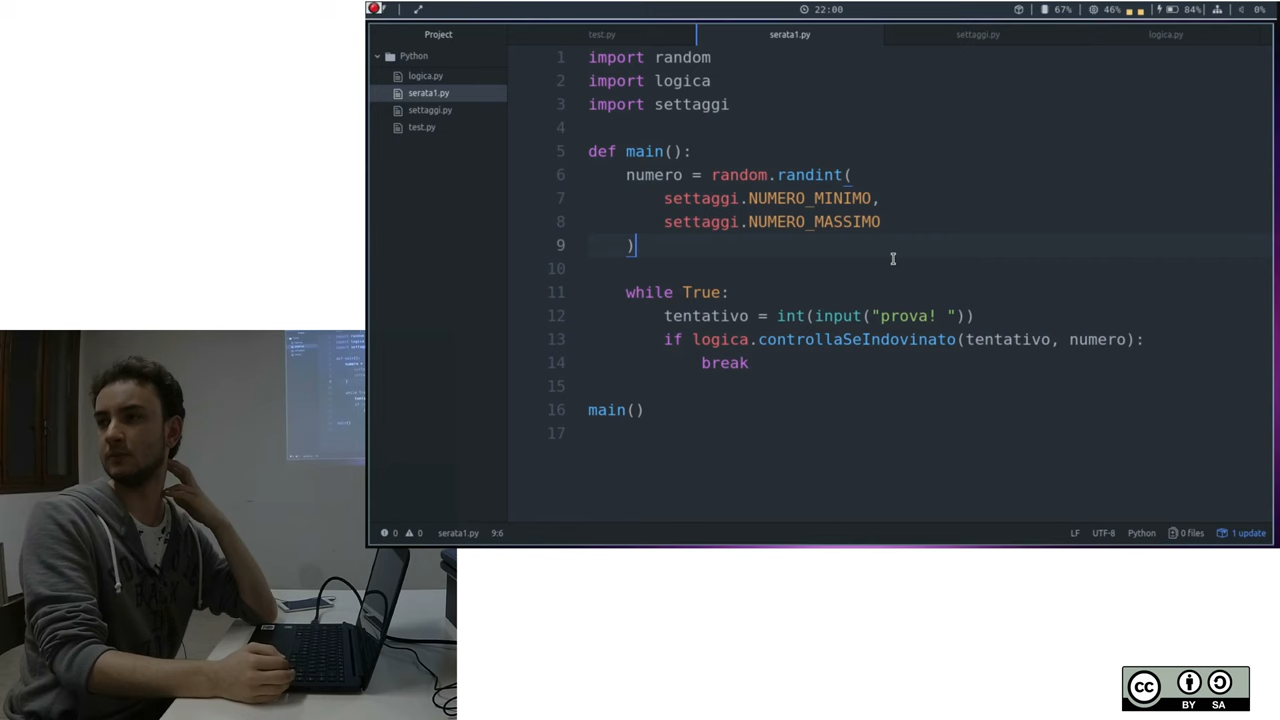 22:00
67%
46%
84%
0%
Project
test.py
serata1.py
settaggi.py
logica.py
Python
logica.py
serata1.py
settaggi.py
test.py
1 import random
2 import logica
3 import settaggi
4
5 def main():
6 numero = random.randint(
7 settaggi.NUMERO_MINIMO,
8 settaggi.NUMERO_MASSIMO
9 )
10
11 while True:
12 tentativo = int(input("prova! "))
13 if logica.controllaSeIndovinato(tentativo, numero):
14 break
15
16 main()
17
0 0 serata1.py 9:6
LF UTF-8 Python 0 files 1 update
cc
BY SA